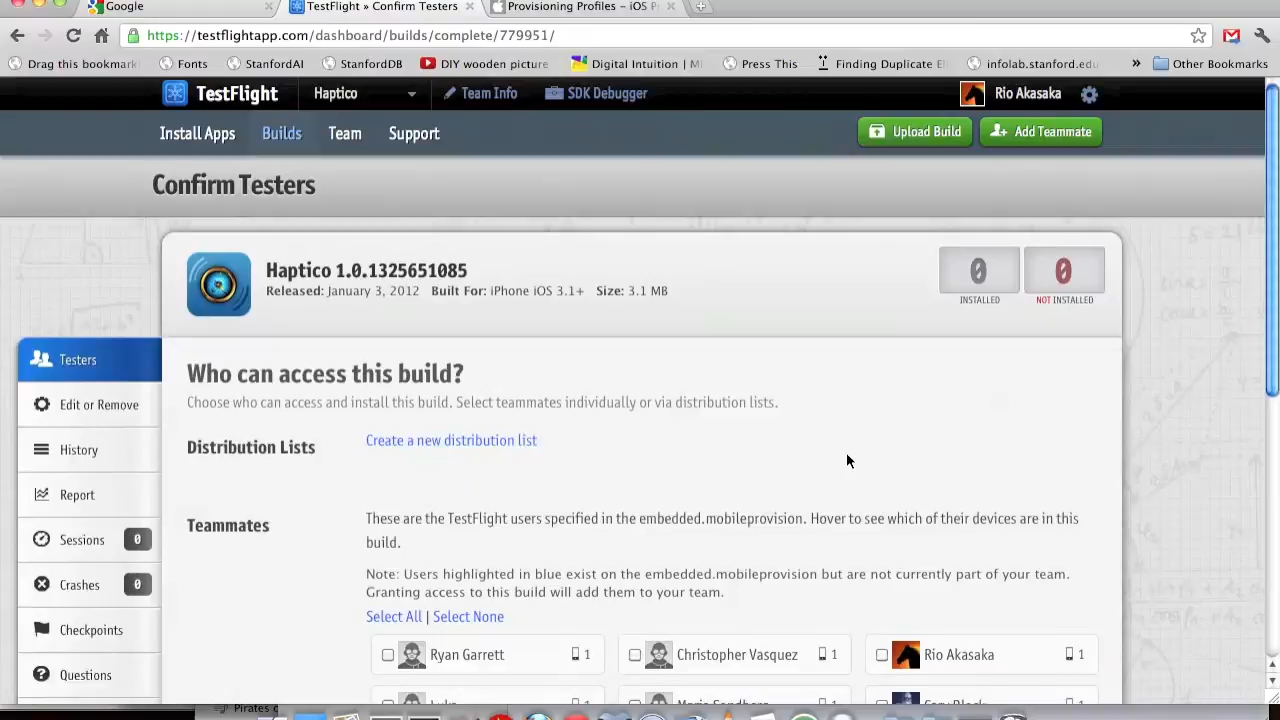 Google
TestFlight » Confirm Testers
Provisioning Profiles – iOS P
https://testflightapp.com/dashboard/builds/complete/779951/
Drag this bookmark
Fonts
StanfordAI
StanfordDB
DIY wooden picture
Digital Intuition | M
Press This
Finding Duplicate El
infolab.stanford.edu
»
Other Bookmarks
TestFlight
Haptico
Team Info
SDK Debugger
Rio Akasaka
Install Apps
Builds
Team
Support
Upload Build
Add Teammate
Confirm Testers
Haptico 1.0.1325651085
Released: January 3, 2012 Built For: iPhone iOS 3.1+ Size: 3.1 MB
0
INSTALLED
0
NOT INSTALLED
Testers
Edit or Remove
History
Report
Sessions 0
Crashes 0
Checkpoints
Questions
Who can access this build?
Choose who can access and install this build. Select teammates individually or via distribution lists.
Distribution Lists
Create a new distribution list
Teammates
These are the TestFlight users specified in the embedded.mobileprovision. Hover to see which of their devices are in this
build.
Note: Users highlighted in blue exist on the embedded.mobileprovision but are not currently part of your team.
Granting access to this build will add them to your team.
Select All | Select None
Ryan Garrett 1
Christopher Vasquez 1
Rio Akasaka 1
Pirates